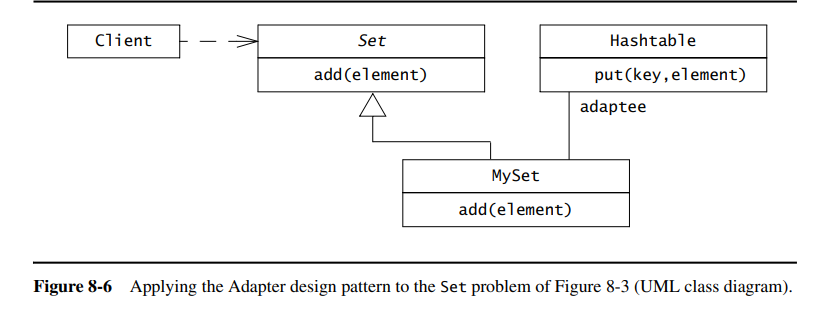 Client
Set
Hashtable
add(element)
put(key,element)
adaptee
MySet
add(element)
Figure 8-6 Applying the Adapter design pattern to the Set problem of Figure 8-3 (UML class diagram).